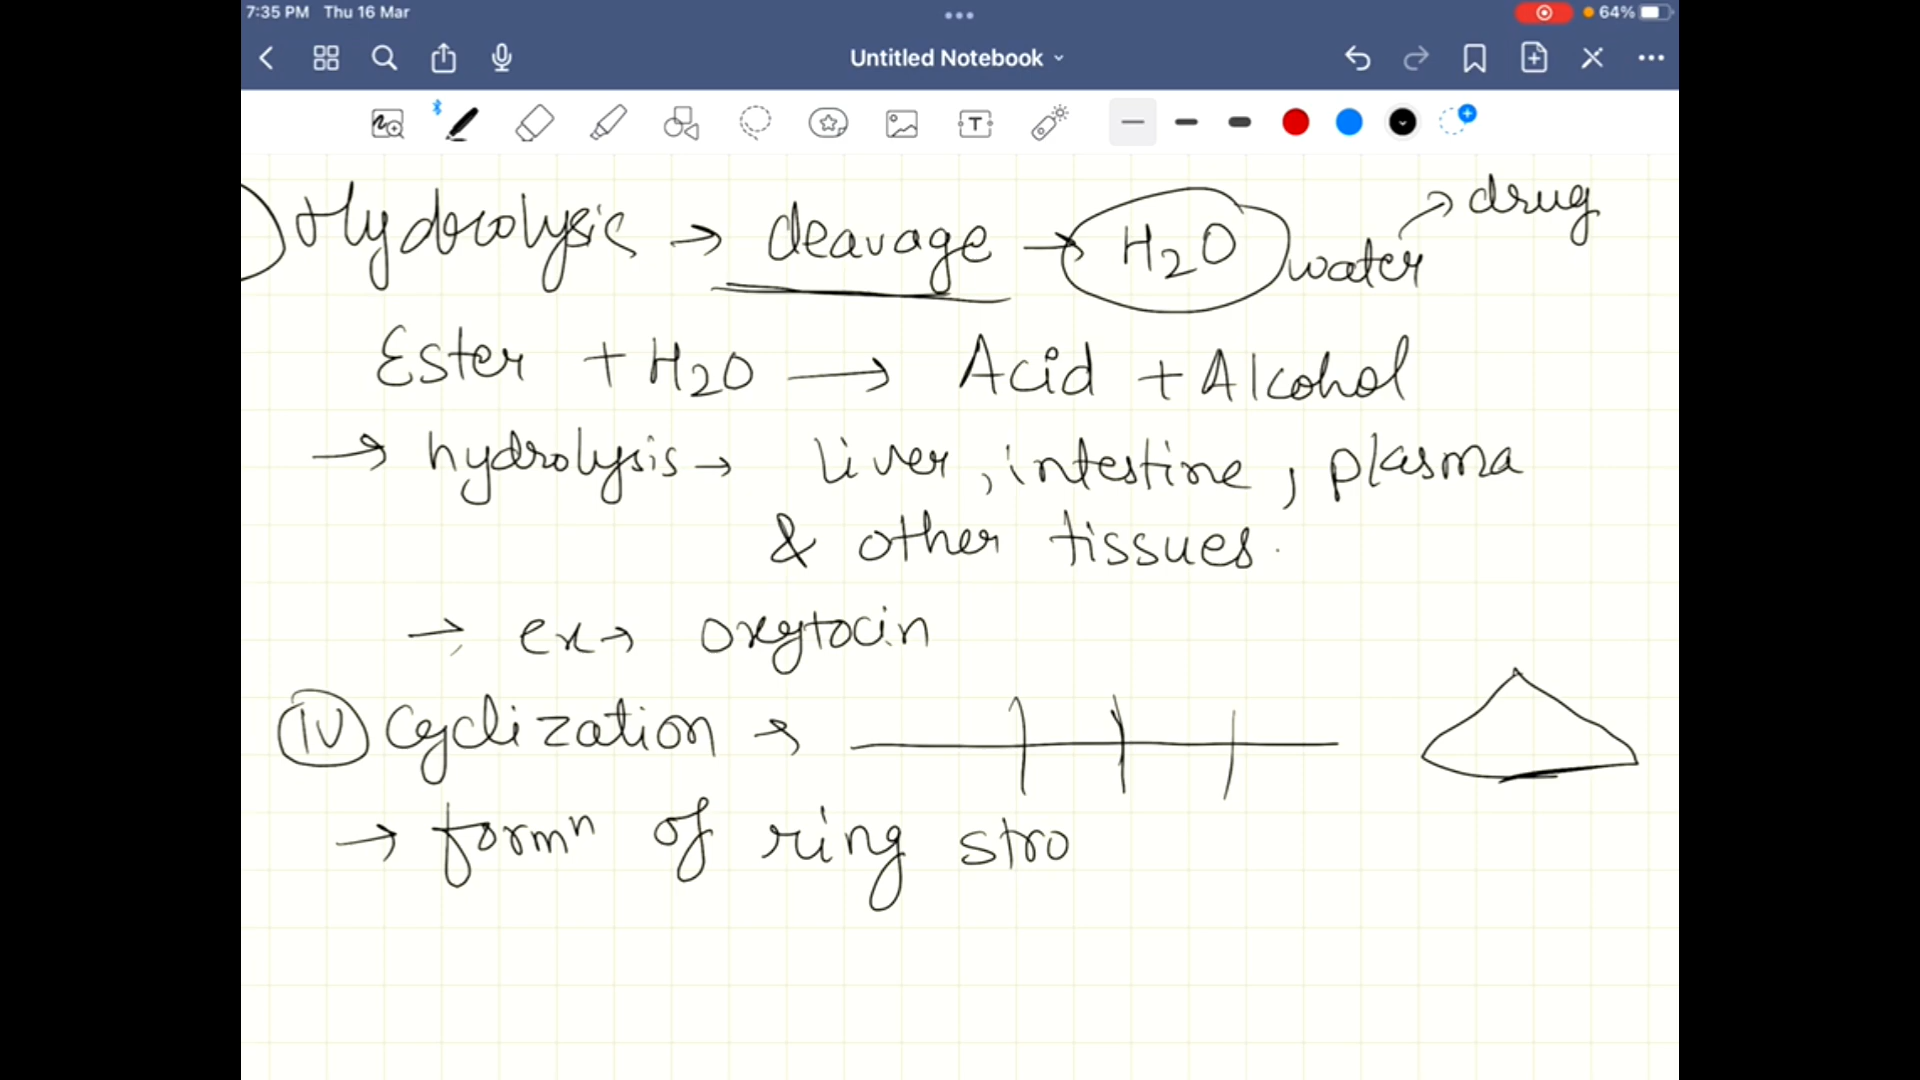 7:35 PM Thu 16 Mar
64%
Untitled Notebook
T
Hydrolysis → cleavage → H2O water → drug
Ester + H2O → Acid + Alcohol
→ hydrolysis → Liver, intestine, plasma
& other tissues.
→ ex → oxytocin
(iv) Cyclization →
→ formⁿ of ring stro